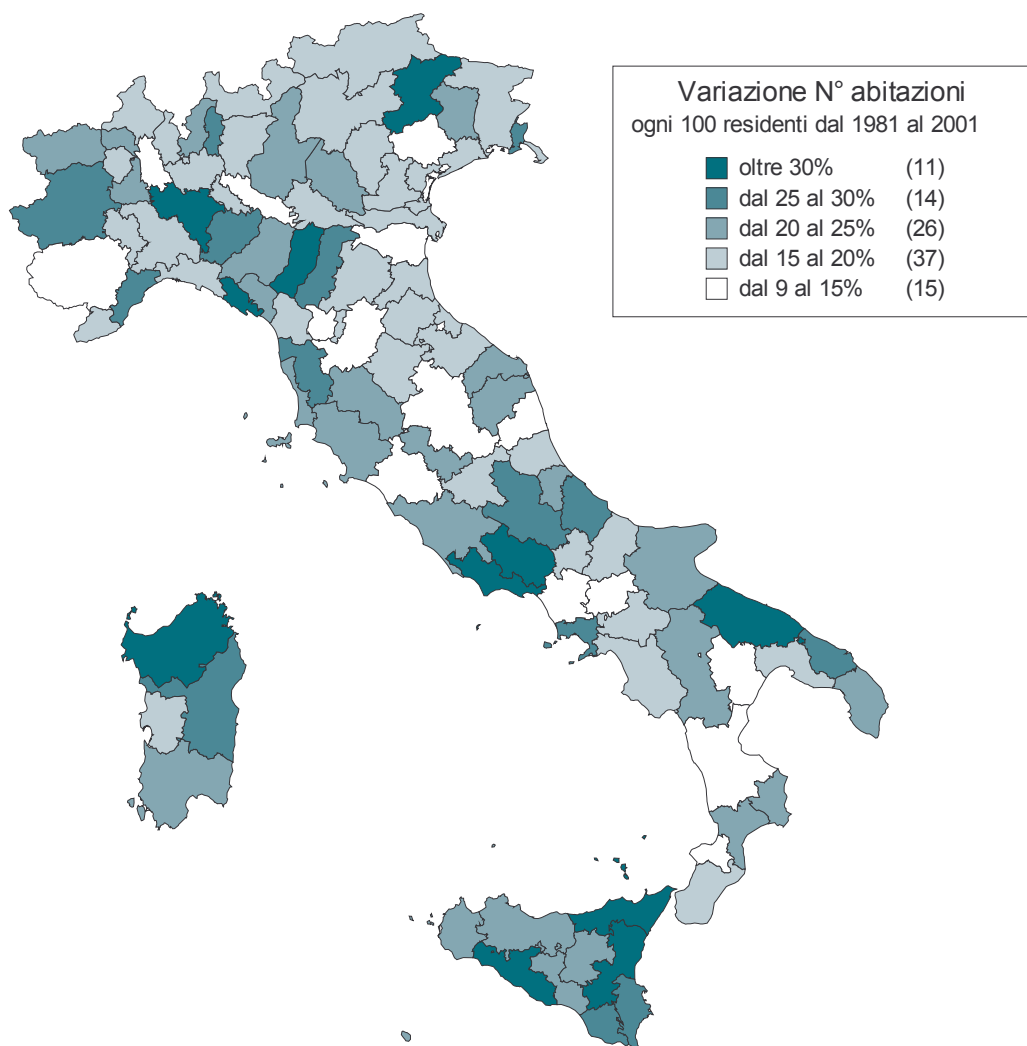 Variazione N° abitazioni
ogni 100 residenti dal 1981 al 2001
oltre 30% (11)
dal 25 al 30% (14)
dal 20 al 25% (26)
dal 15 al 20% (37)
dal 9 al 15% (15)